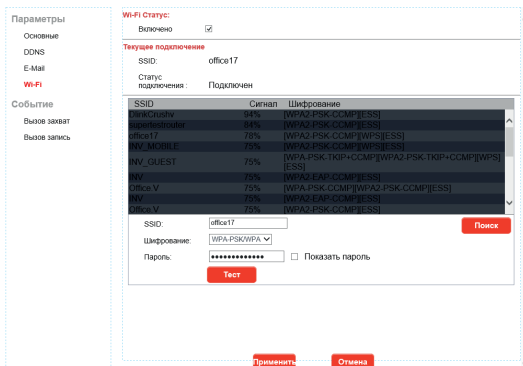 Параметры
Основные
DDNS
E-Mail
Wi-Fi
Событие
Вызов захват
Вызов запись
Wi-Fi Статус:
Включено
Текущее подключение
SSID: office17
Статус
подключения : Подключен
SSID Сигнал Шифрование
DlinkCrushv 94% [WPA2-PSK-CCMP][ESS]
supertestrouter 84% [WPA2-PSK-CCMP][ESS]
office17 78% [WPA2-PSK-CCMP][WPS][ESS]
INV_MOBILE 75% [WPA2-PSK-CCMP][WPS][ESS]
INV_GUEST 75% [WPA-PSK-TKIP+CCMP][WPA2-PSK-TKIP+CCMP][WPS]
[ESS]
INV 75% [WPA2-EAP-CCMP][ESS]
Office V 75% [WPA-PSK-CCMP][WPA2-PSK-CCMP][ESS]
INV 75% [WPA2-EAP-CCMP][ESS]
Office V 75% [WPA2-PSK-CCMP][ESS]
SSID: office17 Поиск
Шифрование: WPA-PSK/WPA
Пароль: ••••••••••••• Показать пароль
Тест
Применить Отмена